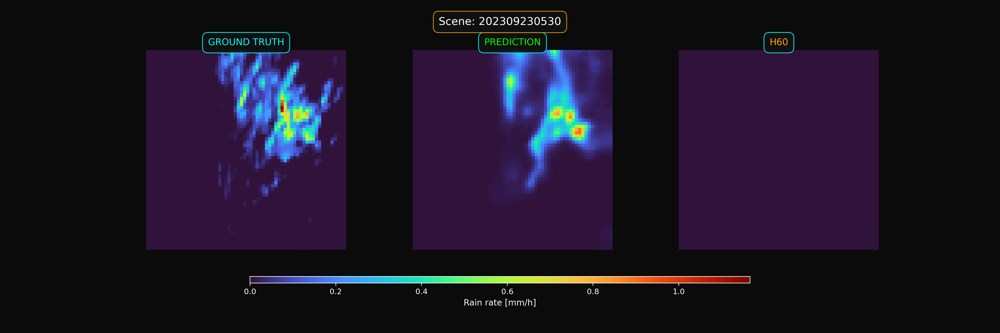 Scene: 202309230530
GROUND TRUTH
PREDICTION
H60
0.0 0.2 0.4 0.6 0.8 1.0
Rain rate [mm/h]